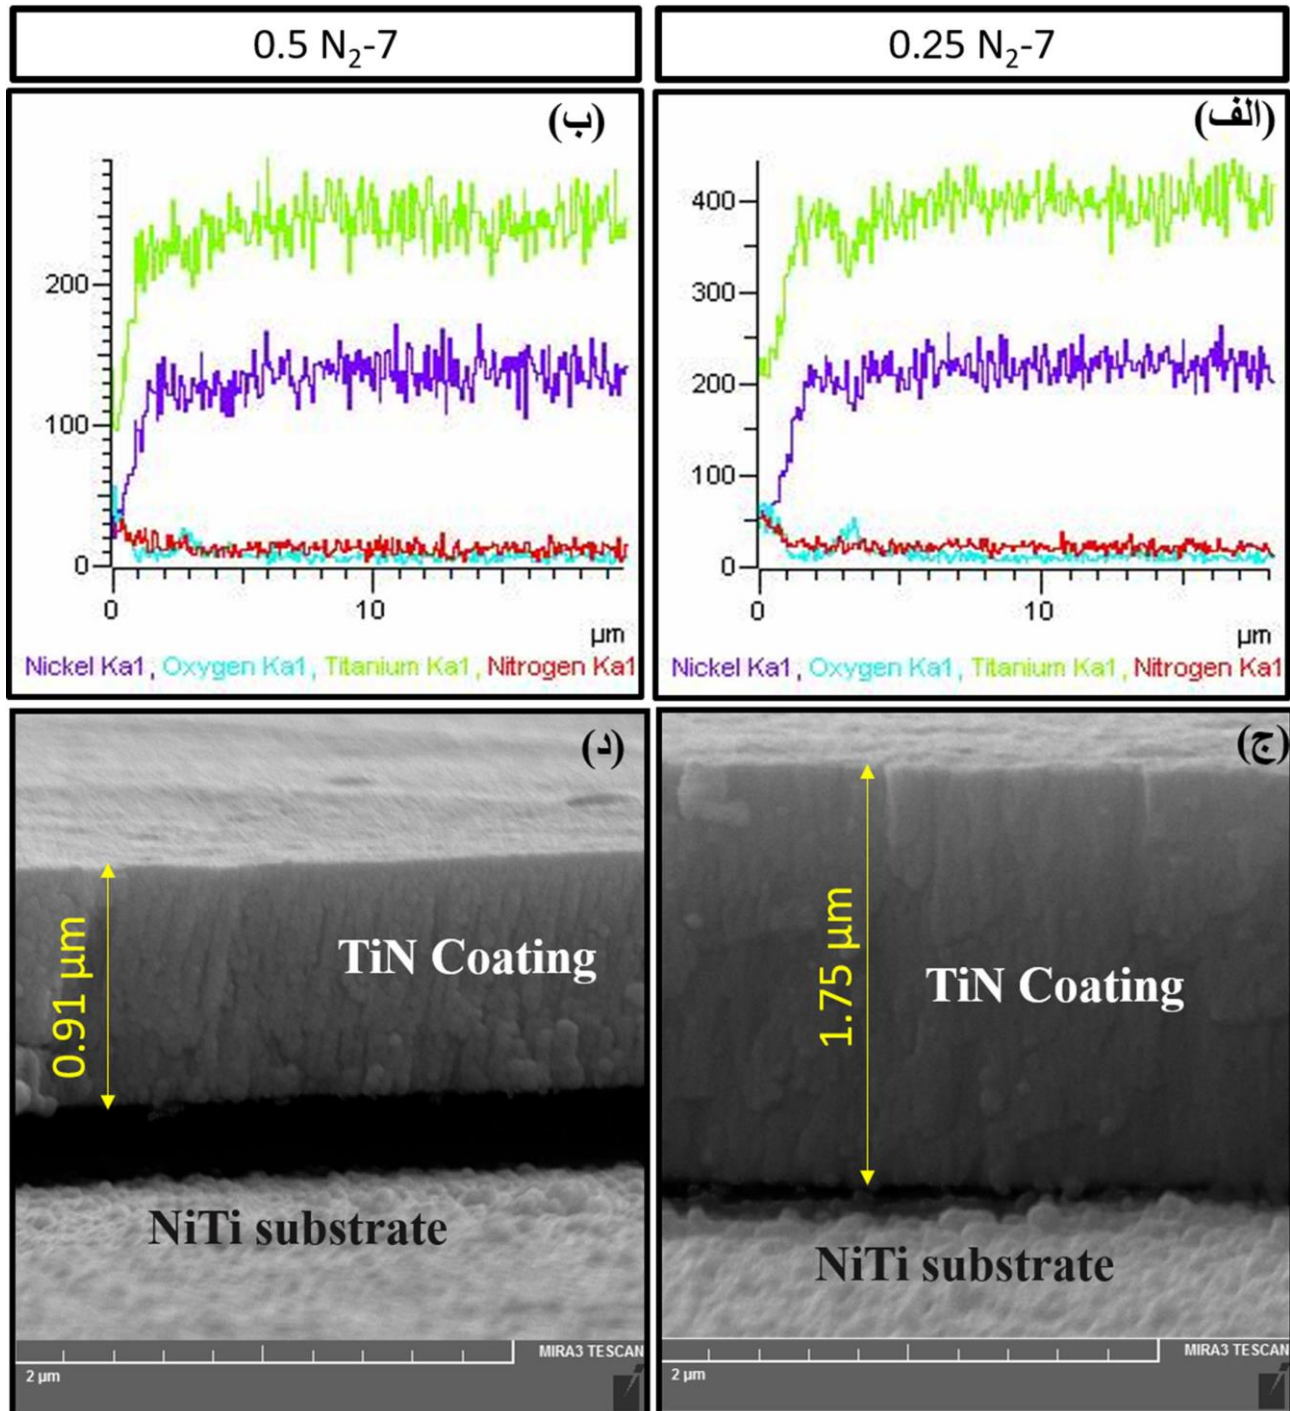 0.5 N₂-7
0.25 N₂-7
(ب)
200
100
0
0
10
µm
Nickel Ka1, Oxygen Ka1, Titanium Ka1, Nitrogen Ka1
(الف)
400
300
200
100
0
0
10
µm
Nickel Ka1, Oxygen Ka1, Titanium Ka1, Nitrogen Ka1
(د)
0.91 µm
TiN Coating
NiTi substrate
MIRA3 TESCAN
2 µm
(ج)
1.75 µm
TiN Coating
NiTi substrate
MIRA3 TESCAN
2 µm